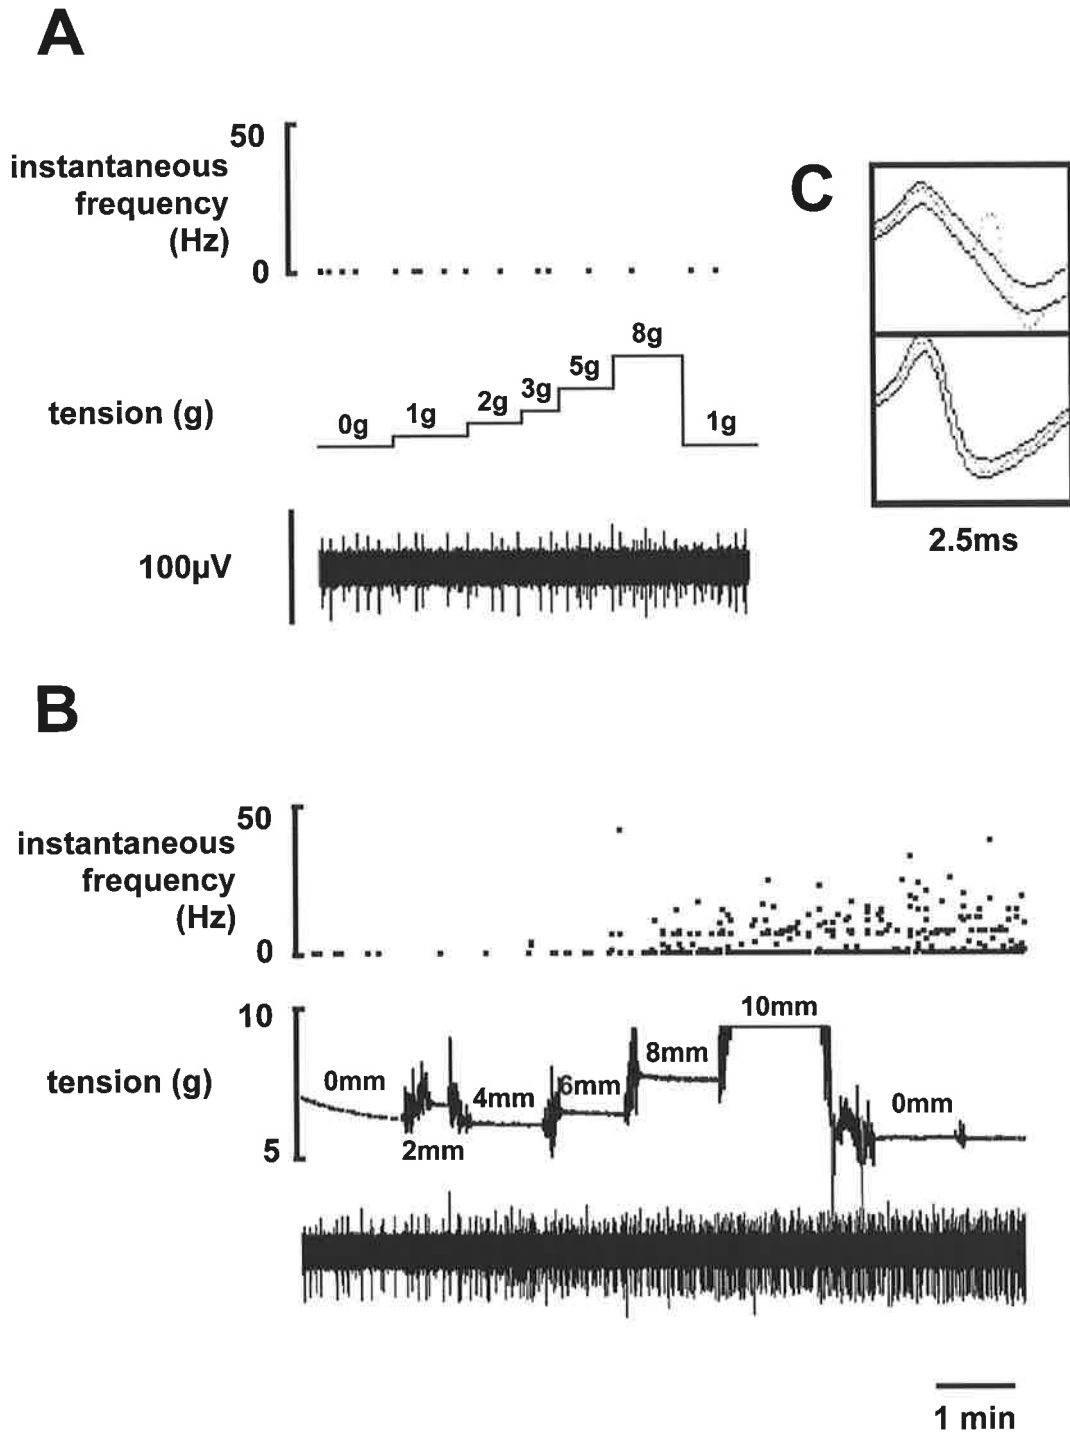 A
50
instantaneous
frequency
(Hz)
0
C
8g
5g
3g
2g
1g
0g
1g
tension (g)
100µV
2.5ms
B
50
instantaneous
frequency
(Hz)
0
10
10mm
8mm
6mm
0mm
4mm
0mm
tension (g)
2mm
5
1 min